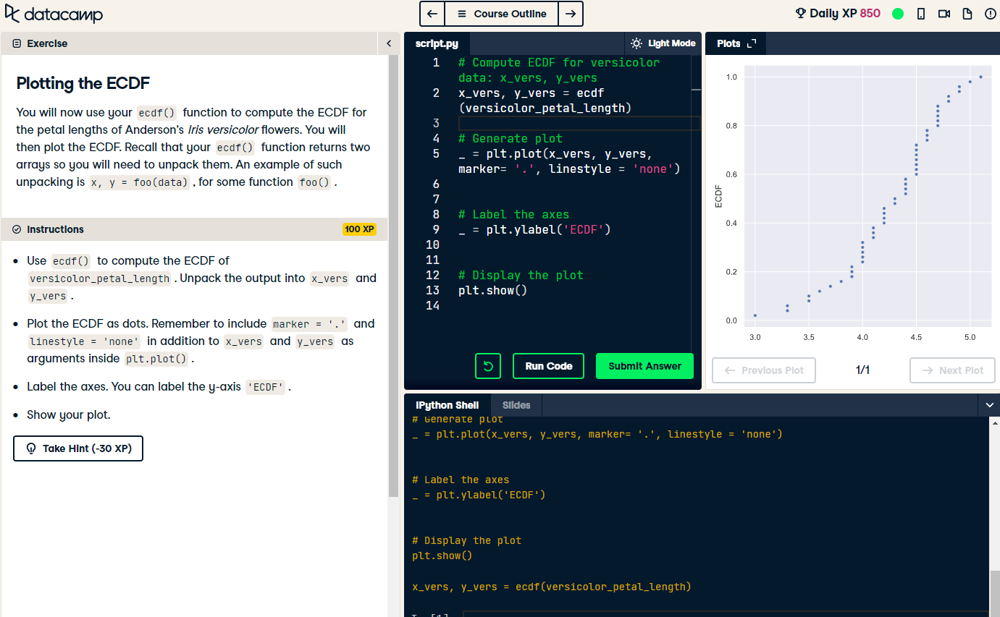 datacamp
Course Outline
Daily XP 850
Exercise
Plotting the ECDF
You will now use your ecdf() function to compute the ECDF for
the petal lengths of Anderson's Iris versicolor flowers. You will
then plot the ECDF. Recall that your ecdf() function returns two
arrays so you will need to unpack them. An example of such
unpacking is x, y = foo(data) , for some function foo() .
Instructions
100 XP
Use ecdf() to compute the ECDF of
versicolor_petal_length . Unpack the output into x_vers and
y_vers .
Plot the ECDF as dots. Remember to include marker = '.' and
linestyle = 'none' in addition to x_vers and y_vers as
arguments inside plt.plot() .
Label the axes. You can label the y-axis 'ECDF' .
Show your plot.
Take Hint (-30 XP)
script.py
Light Mode
1 # Compute ECDF for versicolor
data: x_vers, y_vers
2 x_vers, y_vers = ecdf
(versicolor_petal_length)
3
4 # Generate plot
5 _ = plt.plot(x_vers, y_vers,
marker= '.', linestyle = 'none')
6
7
8 # Label the axes
9 _ = plt.ylabel('ECDF')
10
11
12 # Display the plot
13 plt.show()
14
Run Code
Submit Answer
Plots
1.0
0.8
0.6
0.4
0.2
0.0
ECDF
3.0 3.5 4.0 4.5 5.0
Previous Plot
1/1
Next Plot
IPython Shell
Slides
# Generate plot
_ = plt.plot(x_vers, y_vers, marker= '.', linestyle = 'none')
# Label the axes
_ = plt.ylabel('ECDF')
# Display the plot
plt.show()
x_vers, y_vers = ecdf(versicolor_petal_length)